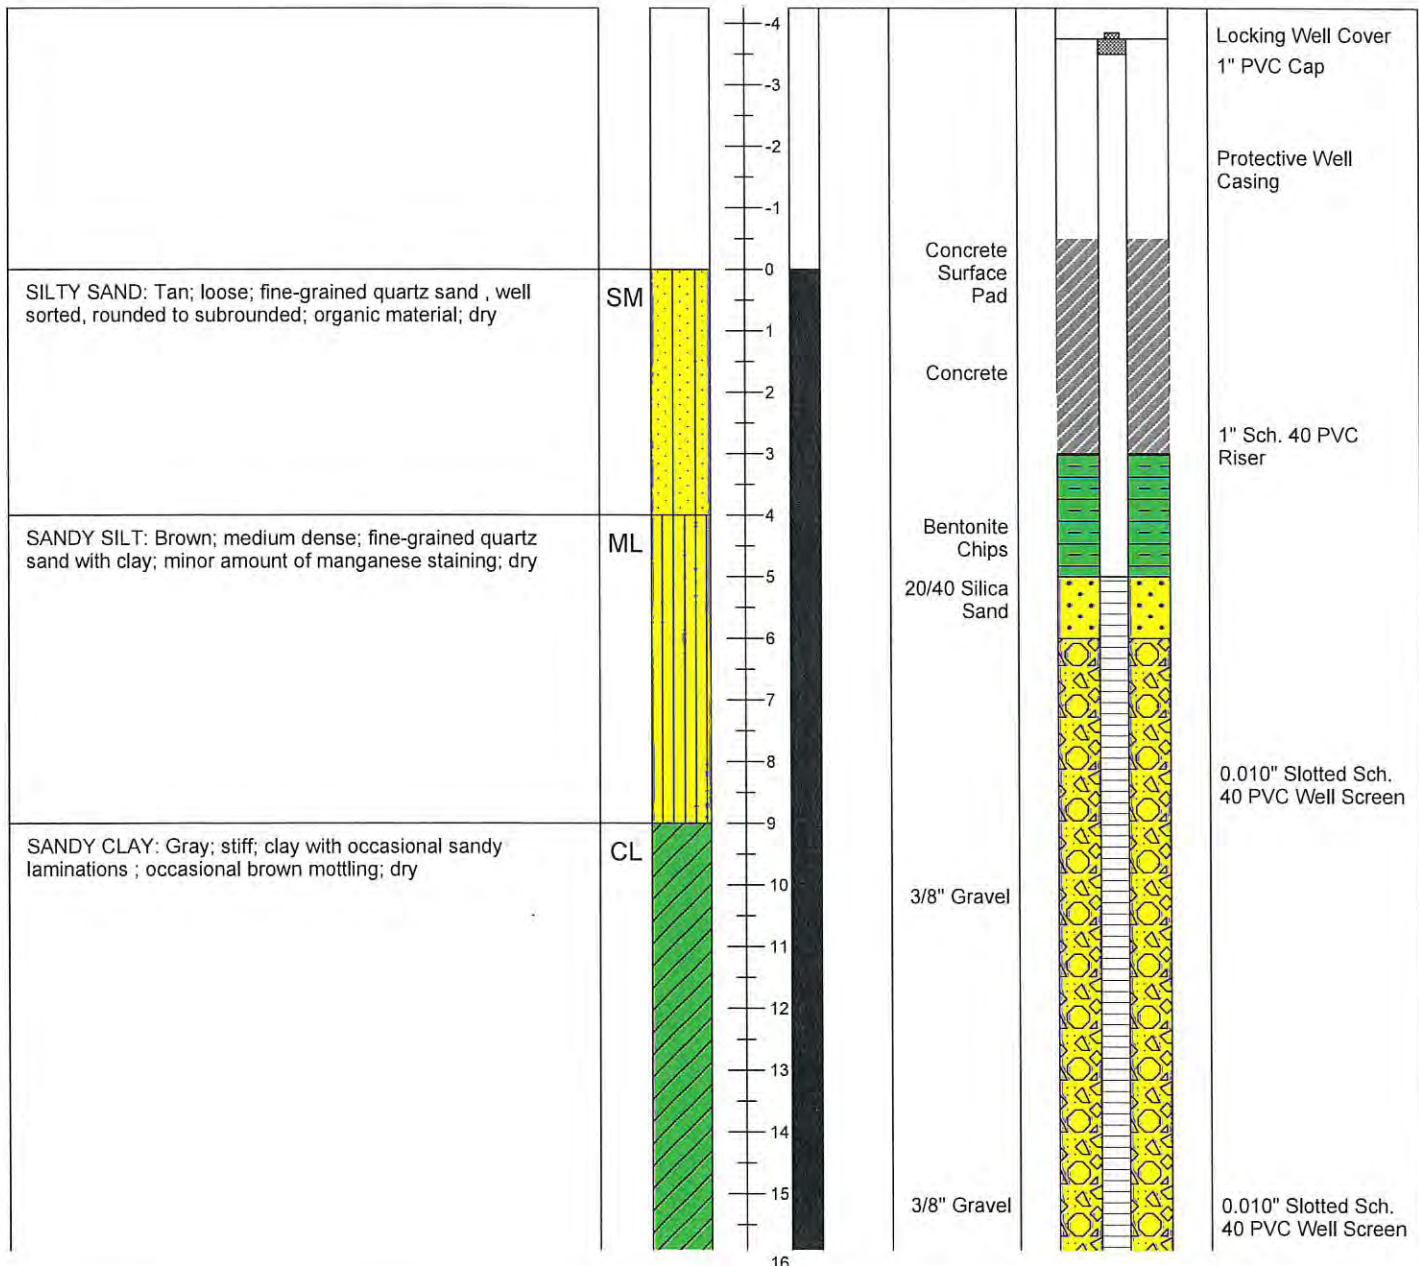 SILTY SAND: Tan; loose; fine-grained quartz sand , well
sorted, rounded to subrounded; organic material; dry
SM
SANDY SILT: Brown; medium dense; fine-grained quartz
sand with clay; minor amount of manganese staining; dry
ML
SANDY CLAY: Gray; stiff; clay with occasional sandy
laminations ; occasional brown mottling; dry
CL
-4
-3
-2
-1
0
1
2
3
4
5
6
7
8
9
10
11
12
13
14
15
16
Concrete
Surface
Pad
Concrete
Bentonite
Chips
20/40 Silica
Sand
3/8" Gravel
3/8" Gravel
Locking Well Cover
1" PVC Cap
Protective Well
Casing
1" Sch. 40 PVC
Riser
0.010" Slotted Sch.
40 PVC Well Screen
0.010" Slotted Sch.
40 PVC Well Screen